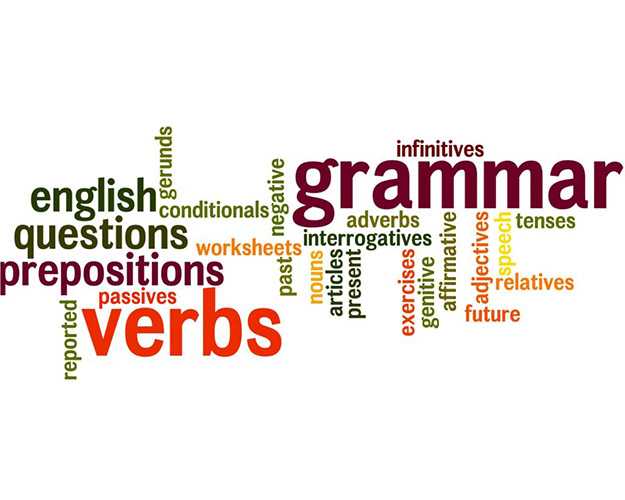 gerunds
english
conditionals
questions
worksheets
prepositions
passives
reported
verbs
negative
past
infinitives
grammar
adverbs
interrogatives
nouns
articles
present
exercises
genitive
affirmative
adjectives
speech
tenses
relatives
future